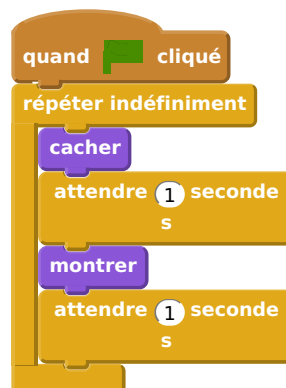 quand cliqué
répéter indéfiniment
cacher
attendre 1 seconde
s
montrer
attendre 1 seconde
s